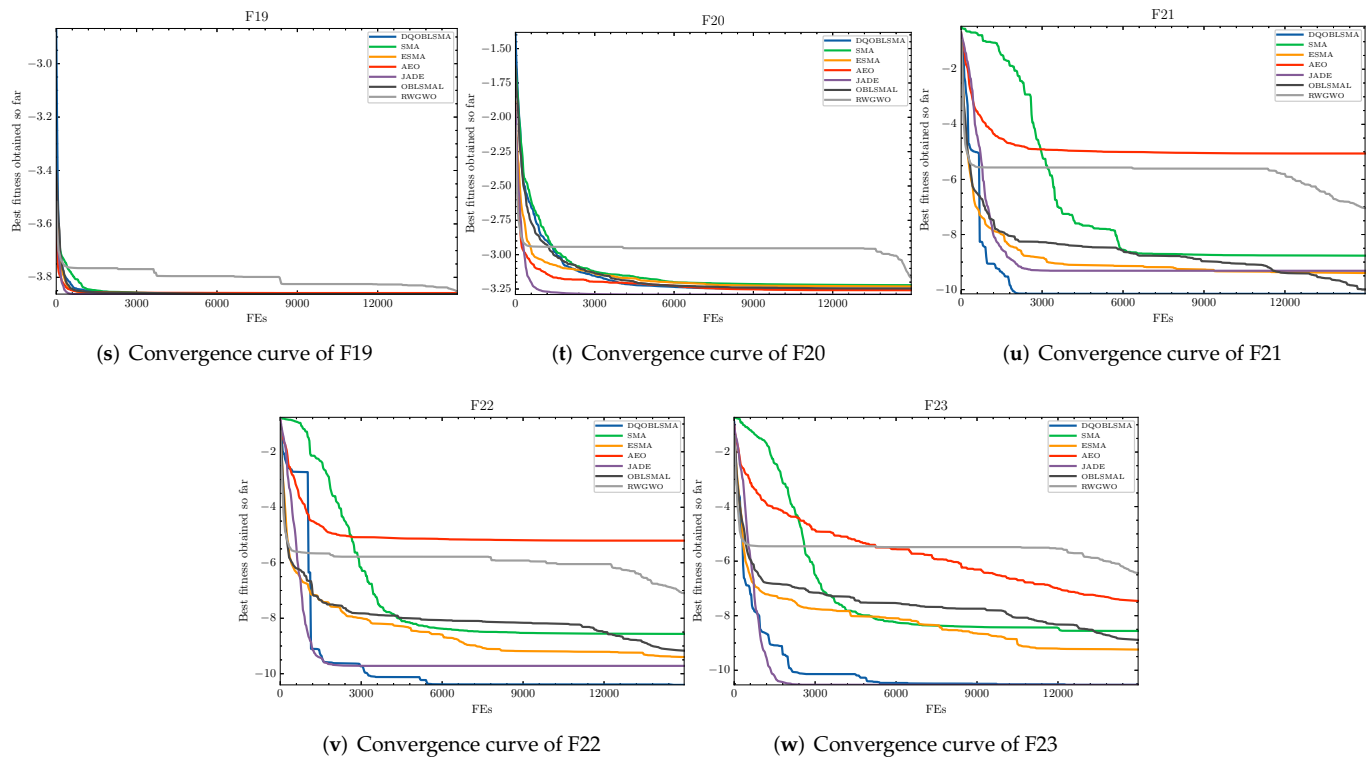 F19
Best fitness obtained so far
−3.0
−3.2
−3.4
−3.6
−3.8
0
3000
6000
9000
12000
FEs
DQOBLSMA
SMA
ESMA
AEO
JADE
OBLSMAL
RWGWO
(s) Convergence curve of F19
F20
Best fitness obtained so far
−1.50
−1.75
−2.00
−2.25
−2.50
−2.75
−3.00
−3.25
0
3000
6000
9000
12000
FEs
DQOBLSMA
SMA
ESMA
AEO
JADE
OBLSMAL
RWGWO
(t) Convergence curve of F20
F21
Best fitness obtained so far
−2
−4
−6
−8
−10
0
3000
6000
9000
12000
FEs
DQOBLSMA
SMA
ESMA
AEO
JADE
OBLSMAL
RWGWO
(u) Convergence curve of F21
F22
Best fitness obtained so far
−2
−4
−6
−8
−10
0
3000
6000
9000
12000
FEs
DQOBLSMA
SMA
ESMA
AEO
JADE
OBLSMAL
RWGWO
(v) Convergence curve of F22
F23
Best fitness obtained so far
−2
−4
−6
−8
−10
0
3000
6000
9000
12000
FEs
DQOBLSMA
SMA
ESMA
AEO
JADE
OBLSMAL
RWGWO
(w) Convergence curve of F23